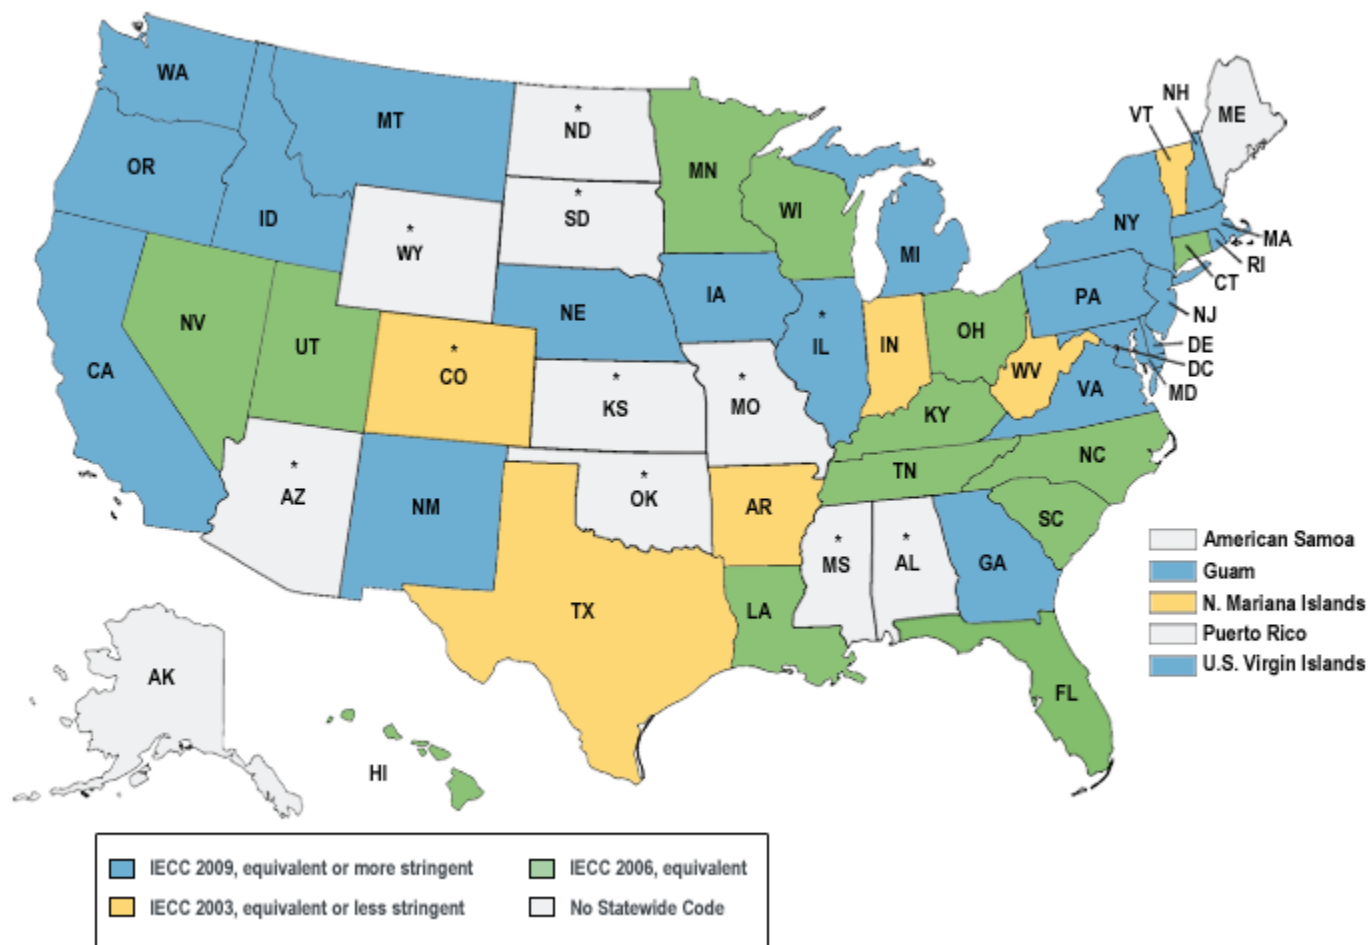 WA
MT
*
ND
MN
VT
NH
ME
OR
ID
*
SD
WI
NY
MA
*
WY
MI
RI
CT
NV
UT
NE
IA
*
IL
IN
OH
PA
NJ
CA
*
CO
*
KS
*
MO
KY
WV
VA
DE
DC
MD
*
AZ
NM
*
OK
AR
TN
NC
SC
*
MS
*
AL
GA
TX
LA
FL
AK
HI
American Samoa
Guam
N. Mariana Islands
Puerto Rico
U.S. Virgin Islands
IECC 2009, equivalent or more stringent
IECC 2006, equivalent
IECC 2003, equivalent or less stringent
No Statewide Code